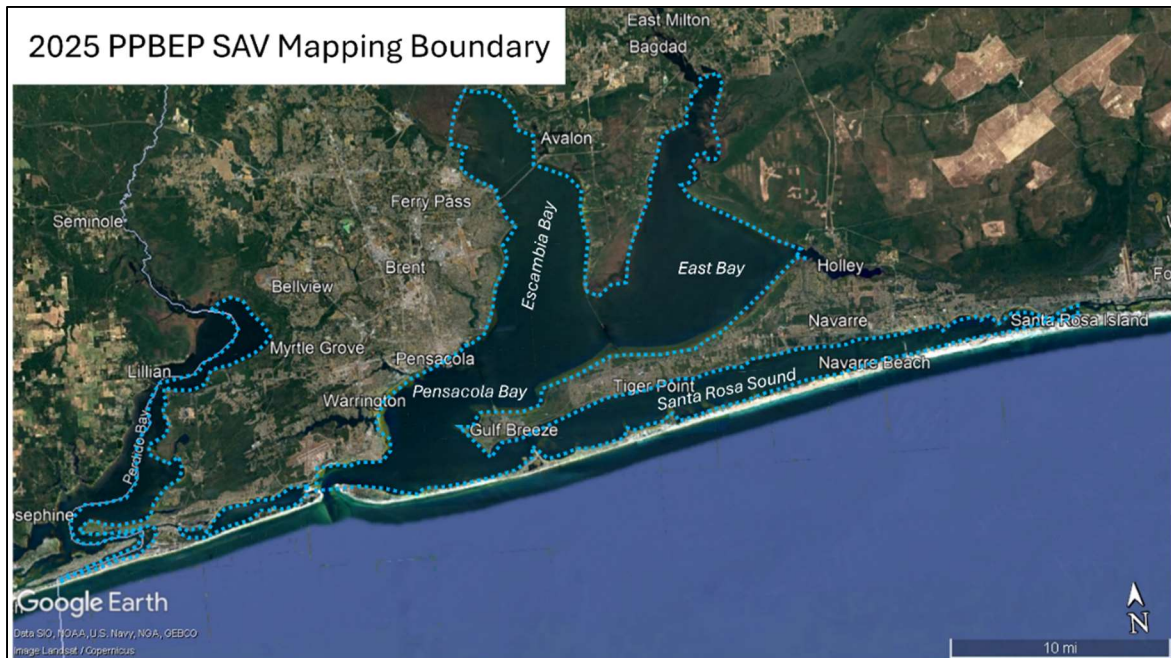 2025 PPBEP SAV Mapping Boundary
East Milton
Bagdad
Avalon
Ferry Pass
Seminole
Escambia Bay
Brent
East Bay
Holley
Bellview
Navarre
Santa Rosa Island
Myrtle Grove
Pensacola
Navarre Beach
Lillian
Pensacola Bay
Tiger Point
Santa Rosa Sound
Warrington
Gulf Breeze
Perdido Bay
osephine
Google Earth
Data SIO, NOAA, U.S. Navy, NGA, GEBCO
Image Landsat / Copernicus
N
10 mi